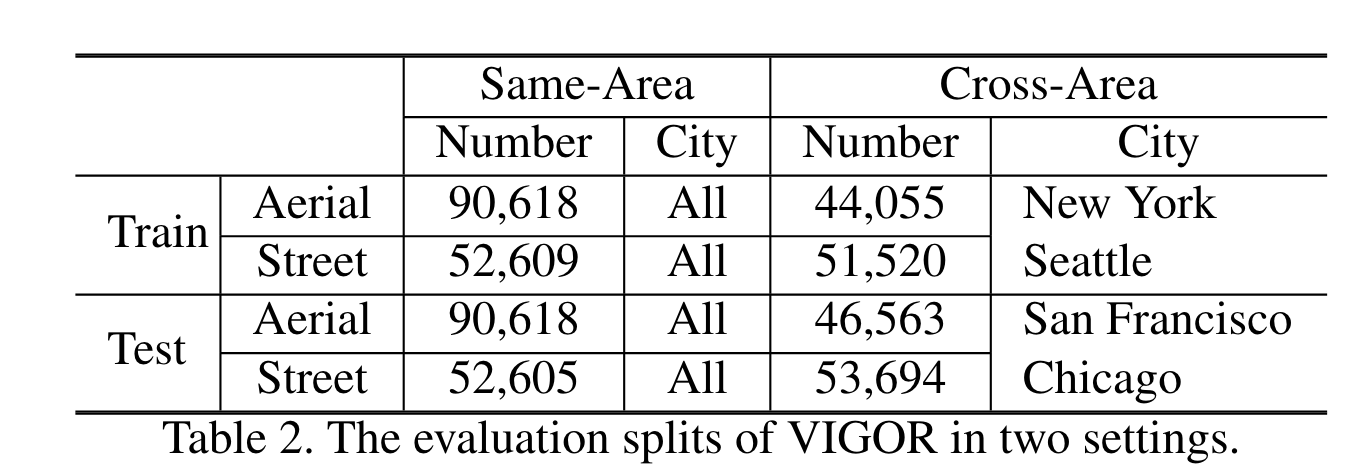 Same-Area Cross-Area
Number City Number City
Train Aerial 90,618 All 44,055 New York
Street 52,609 All 51,520 Seattle
Test Aerial 90,618 All 46,563 San Francisco
Street 52,605 All 53,694 Chicago
Table 2. The evaluation splits of VIGOR in two settings.